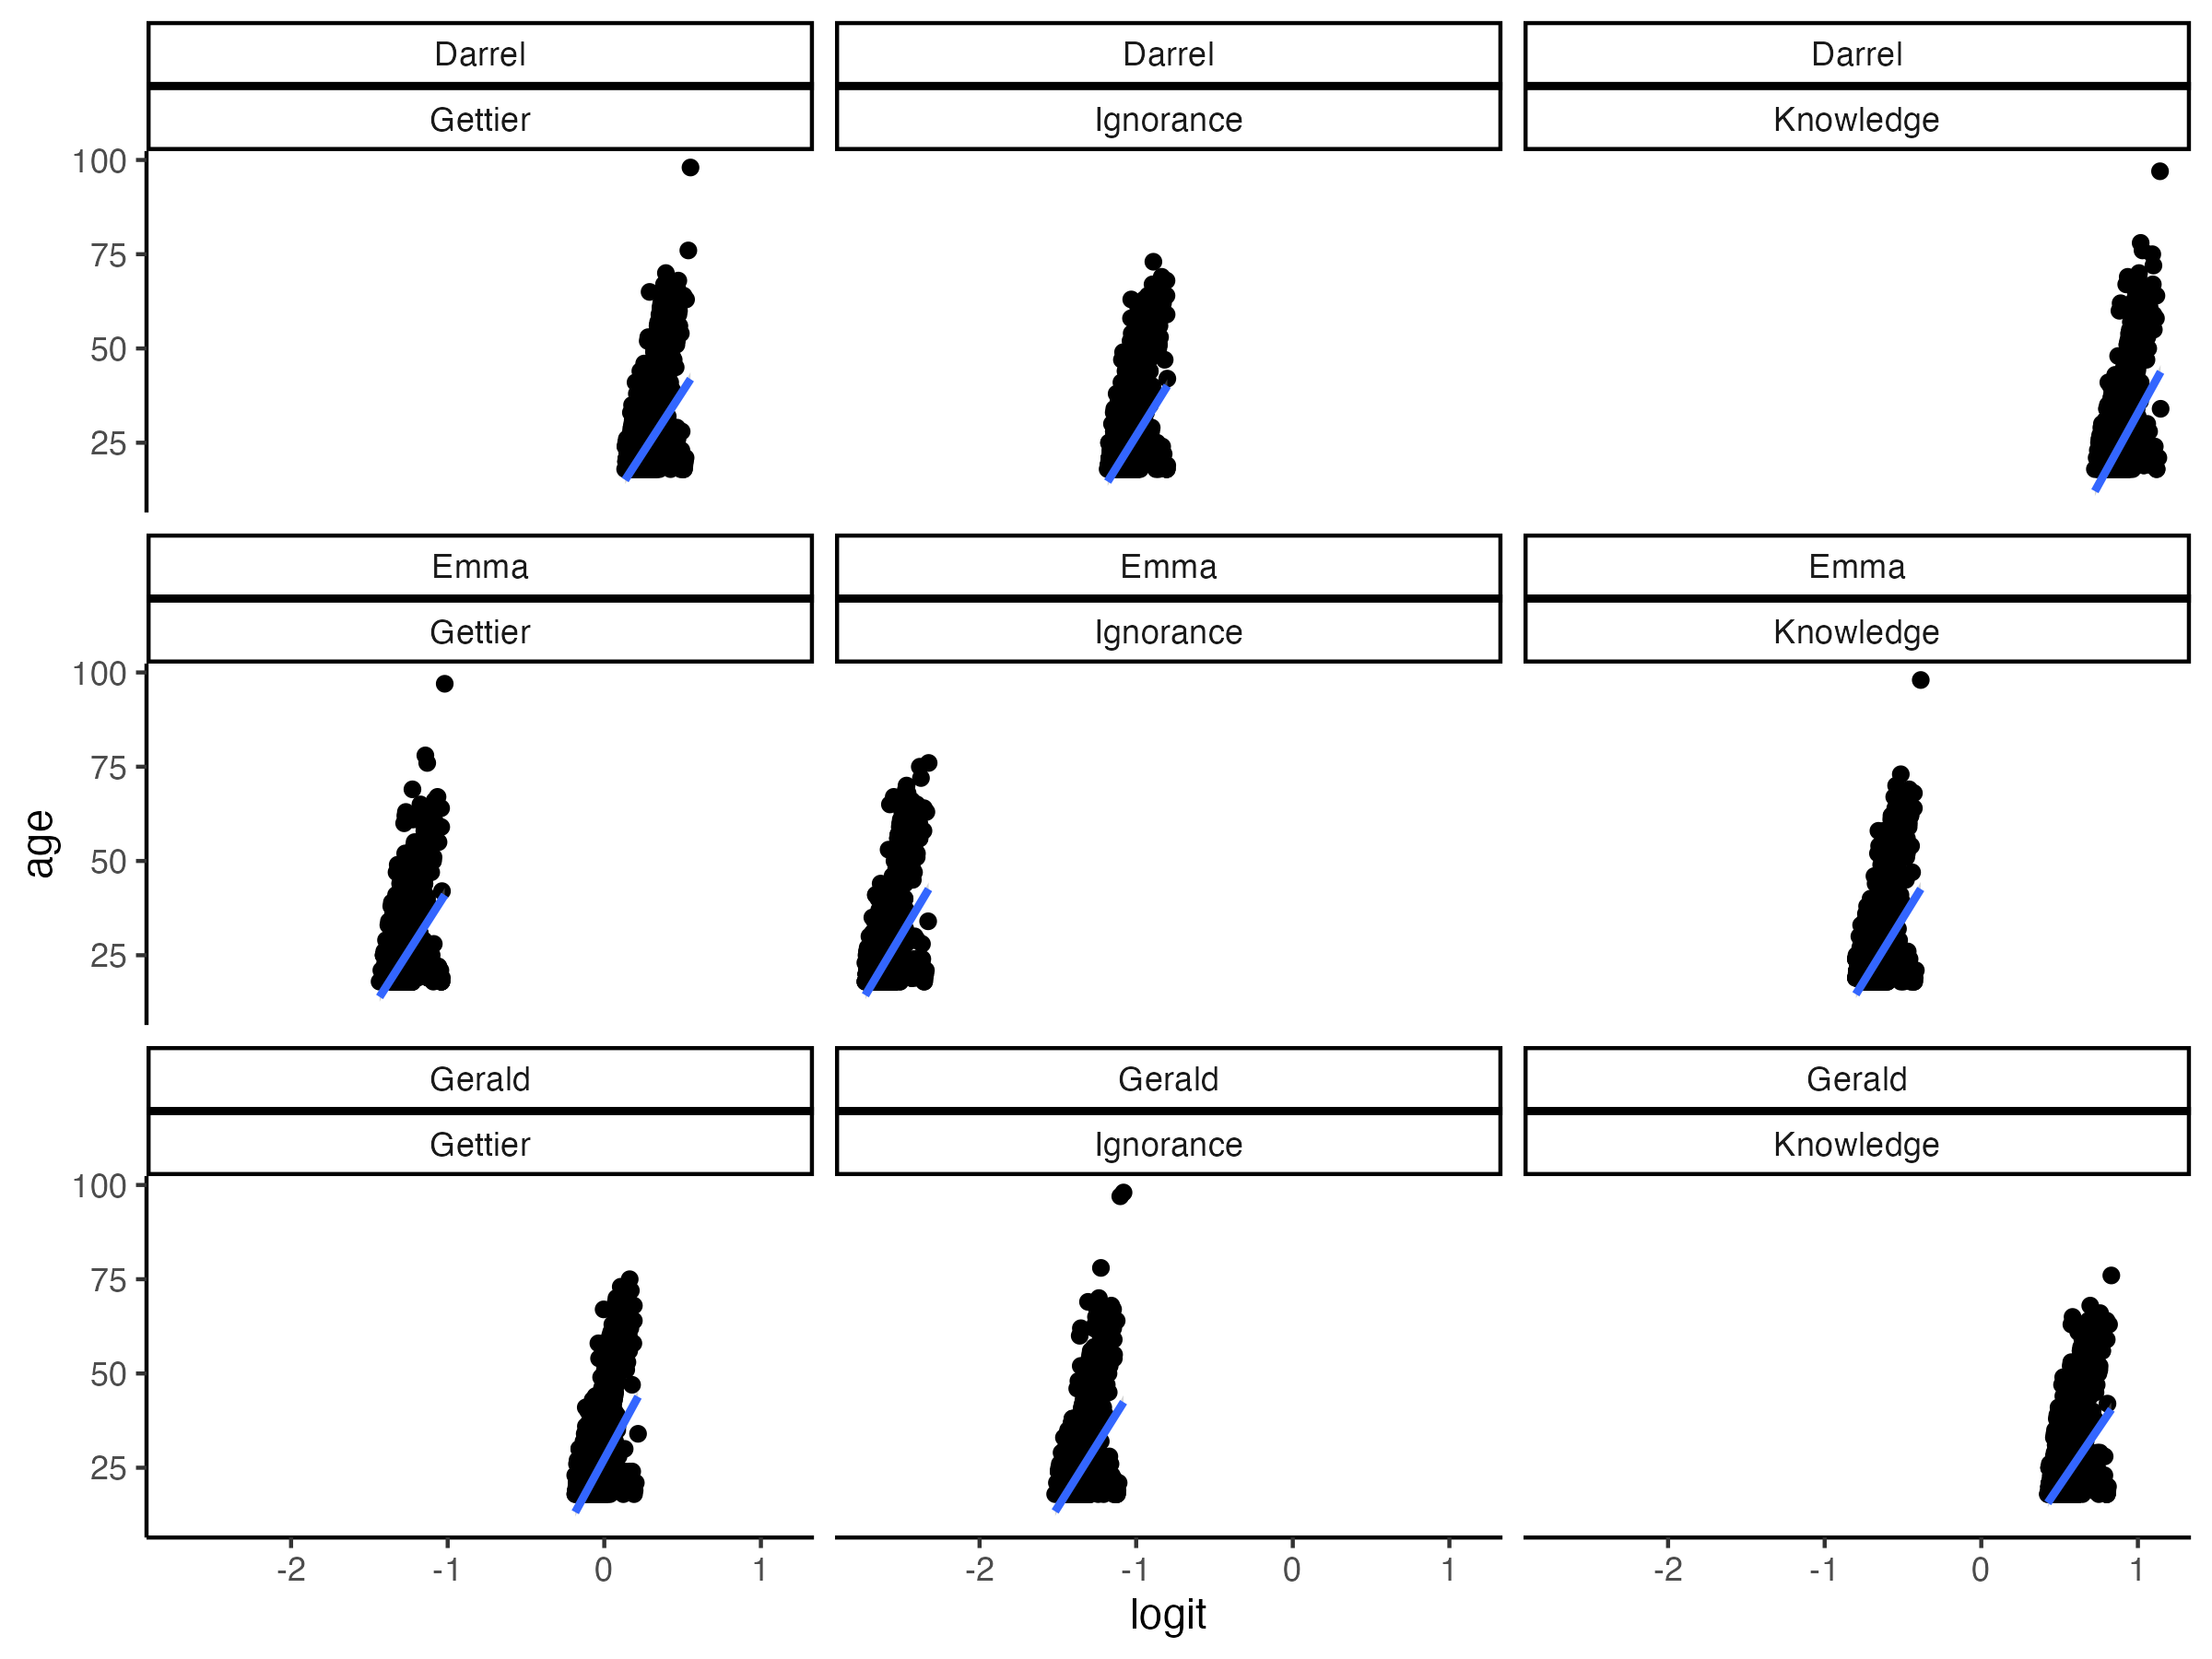 Darrel Darrel Darrel
Gettier Ignorance Knowledge
100
75
50
25
Emma Emma Emma
Gettier Ignorance Knowledge
100
75
50
25
age
Gerald Gerald Gerald
Gettier Ignorance Knowledge
100
75
50
25
-2 -1 0 1 -2 -1 0 1 -2 -1 0 1
logit